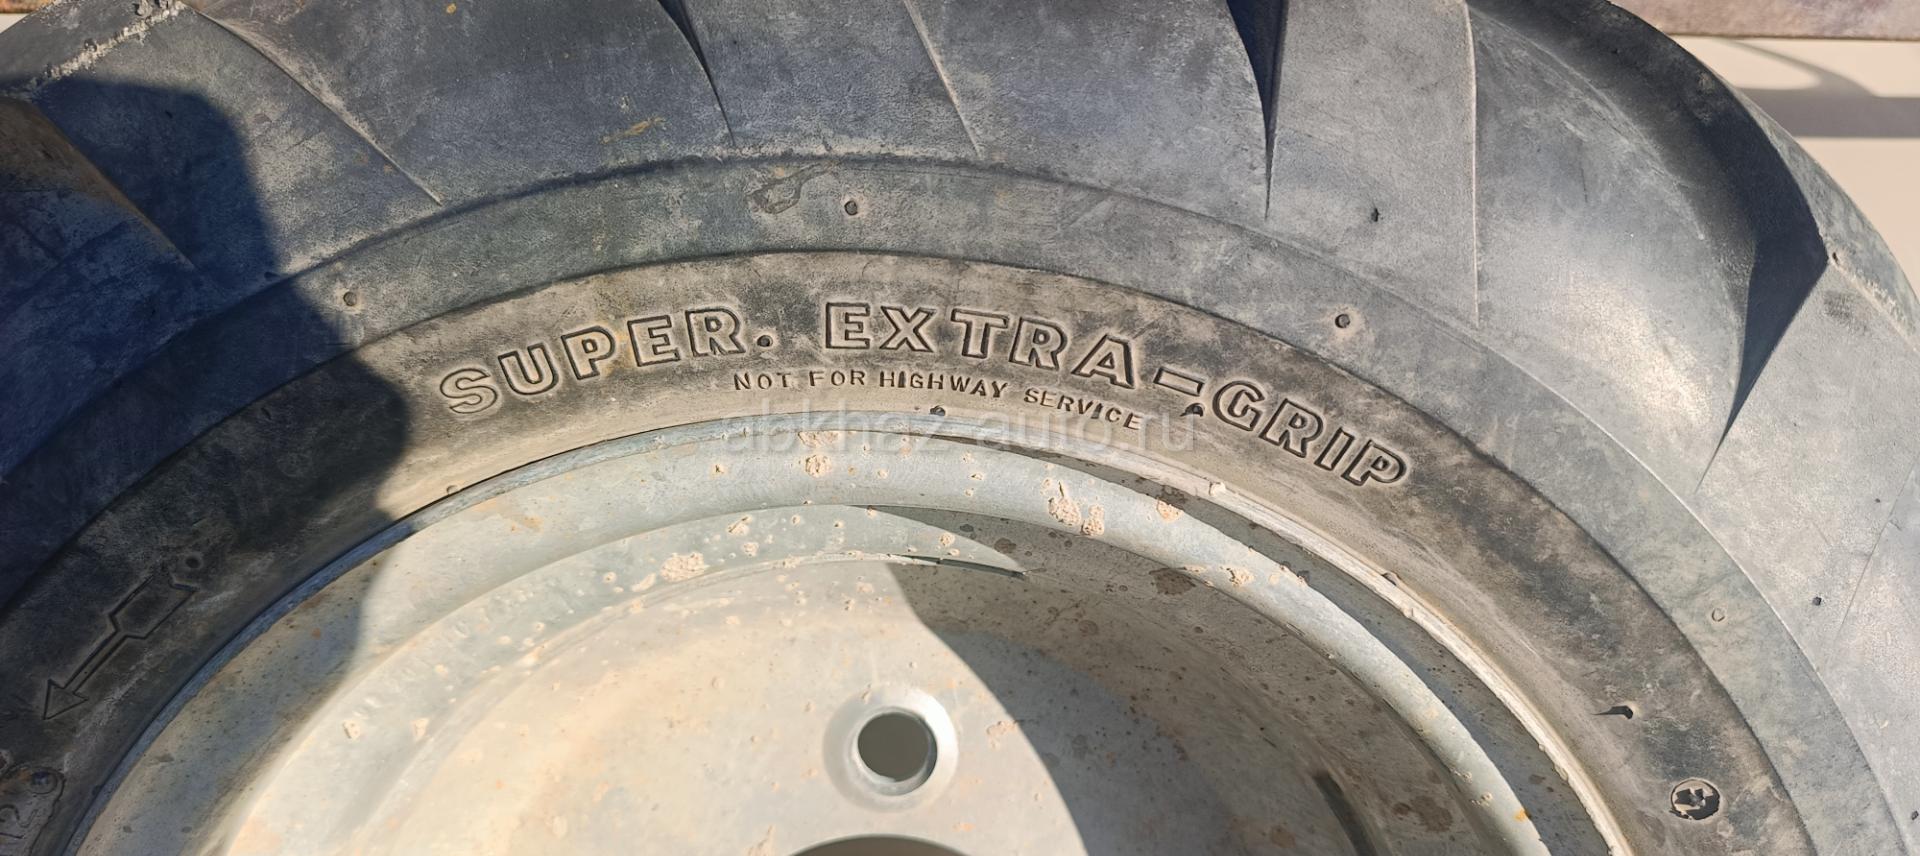 SUPER. EXTRA-GRIP
NOT FOR HIGHWAY SERVICE
abkhaz-auto.ru